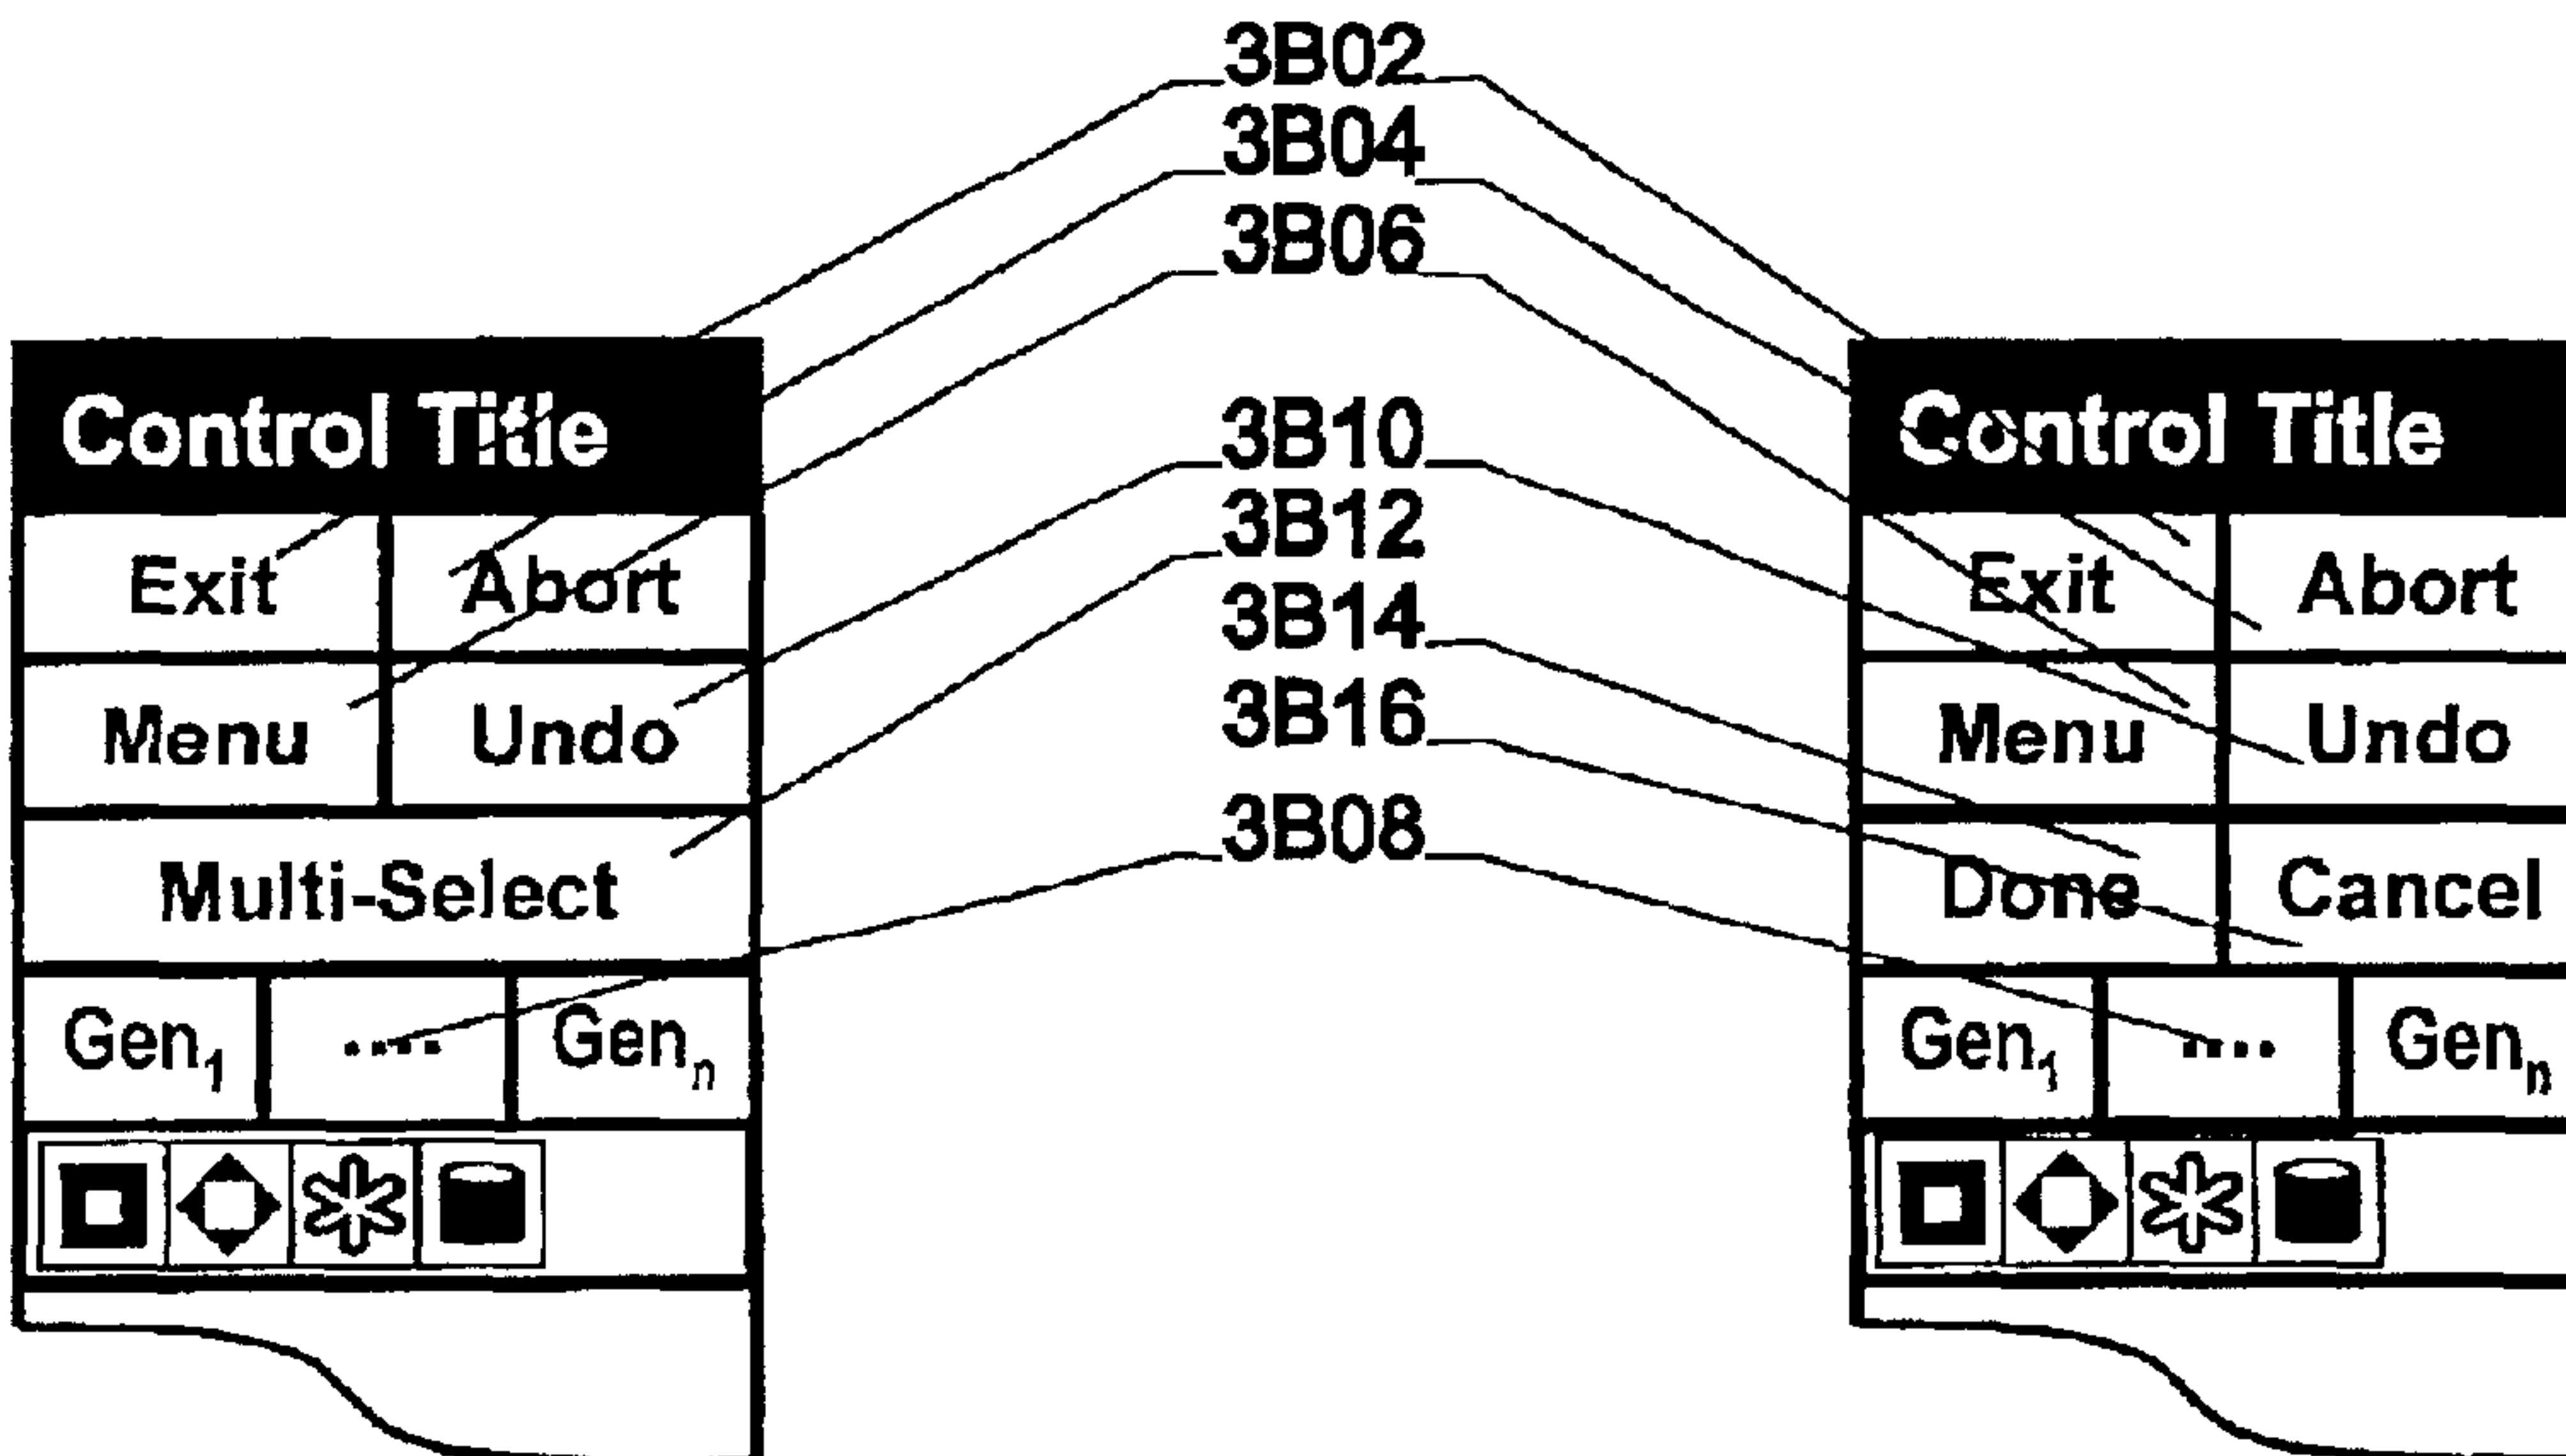 3B02
3B04
3B06
3B10
3B12
3B14
3B16
3B08
Control Title
Exit Abort
Menu Undo
Multi-Select
Gen₁ .... Genₙ
Control Title
Exit Abort
Menu Undo
Done Cancel
Gen₁ .... Genₙ